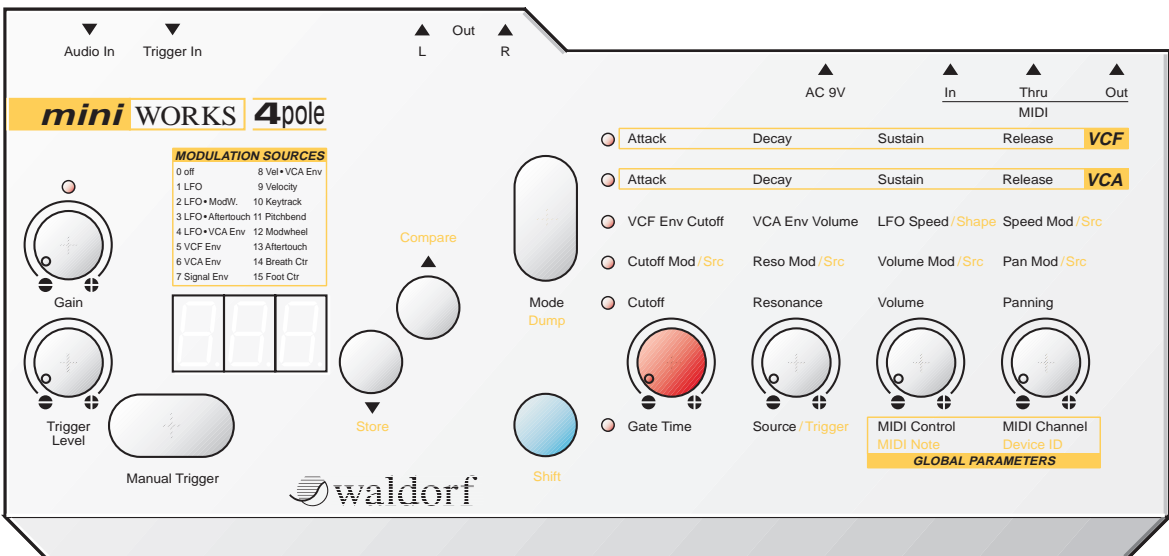 Out
Audio In Trigger In L R
AC 9V In Thru Out
MIDI
mini WORKS 4pole
Attack Decay Sustain Release VCF
MODULATION SOURCES
0 off 8 Vel•VCA Env
1 LFO 9 Velocity
2 LFO•ModW. 10 Keytrack
3 LFO•Aftertouch 11 Pitchbend
4 LFO•VCA Env 12 Modwheel
5 VCF Env 13 Aftertouch
6 VCA Env 14 Breath Ctr
7 Signal Env 15 Foot Ctr
Attack Decay Sustain Release VCA
VCF Env Cutoff VCA Env Volume LFO Speed/Shape Speed Mod/Src
Compare
Cutoff Mod/Src Reso Mod/Src Volume Mod/Src Pan Mod/Src
Gain
Mode
Dump
Cutoff Resonance Volume Panning
Trigger
Level
Store
Gate Time Source/Trigger MIDI Control MIDI Channel
MIDI Note Device ID
GLOBAL PARAMETERS
Manual Trigger
Shift
waldorf